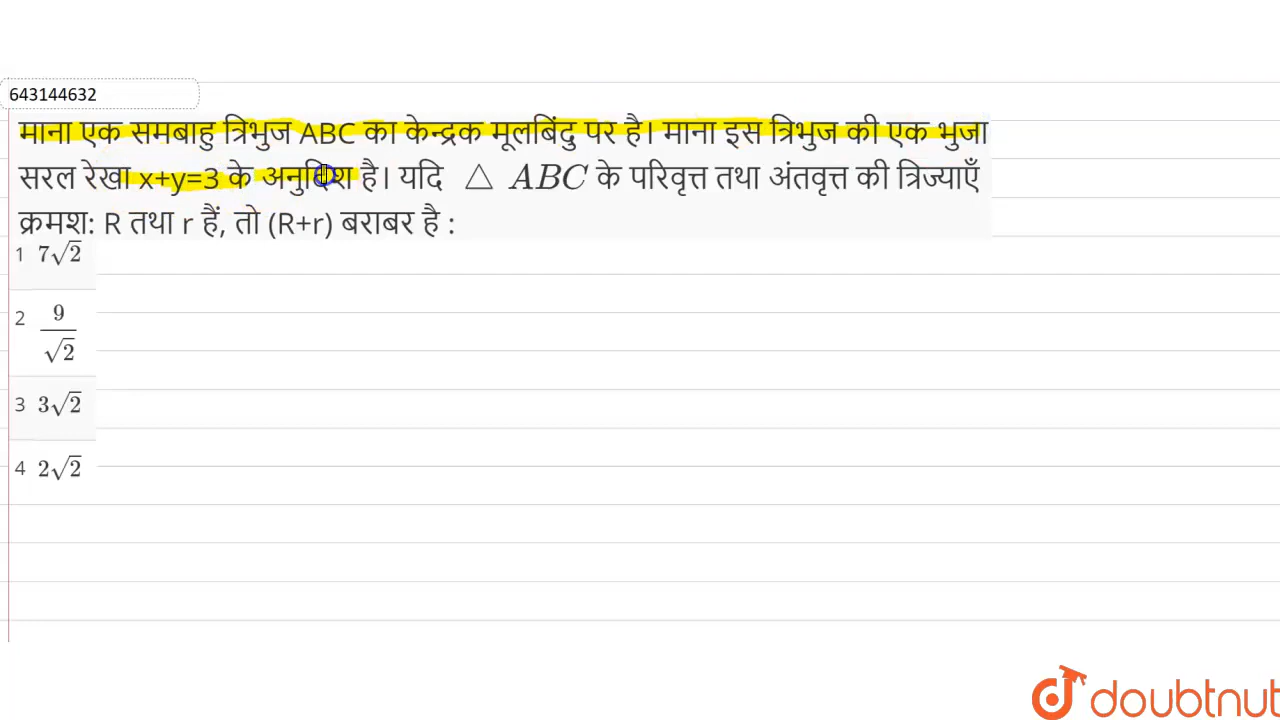 643144632
माना एक समबाहु त्रिभुज ABC का केन्द्रक मूलबिंदु पर है। माना इस त्रिभुज की एक भुजा
सरल रेखा x+y=3 के अनुदिश है। यदि △ ABC के परिवृत्त तथा अंतवृत्त की त्रिज्याएँ
क्रमश: R तथा r हैं, तो (R+r) बराबर है :
1 7√2
2 9/√2
3 3√2
4 2√2
doubtnut